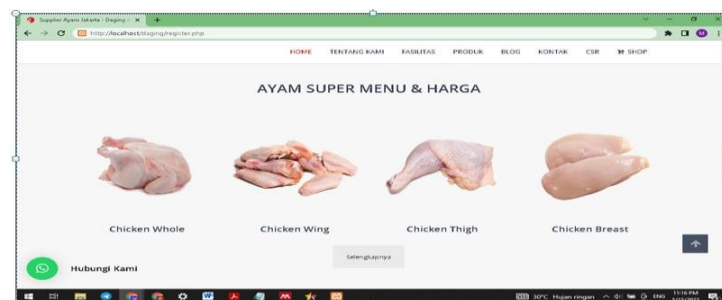 Supplier Ayam Jakarta - Daging
http://localhost/daging/register.php
HOME TENTANG KAMI FASILITAS PRODUK BLOG KONTAK CSR SHOP
AYAM SUPER MENU & HARGA
Chicken Whole Chicken Wing Chicken Thigh Chicken Breast
Selengkapnya
Hubungi Kami
30°C Hujan ringan ENG 11:16 PM